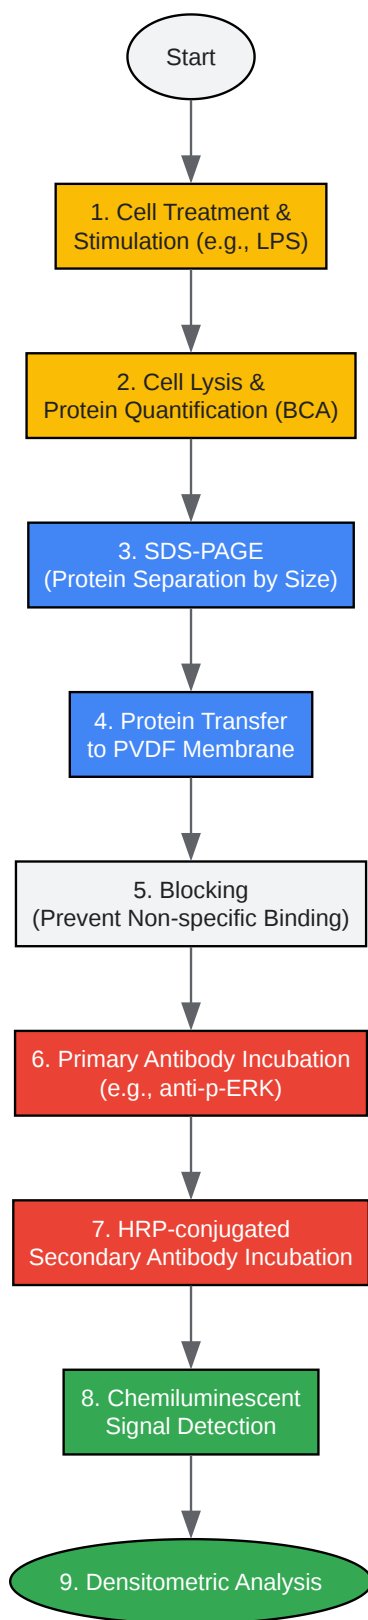 Start
1. Cell Treatment &
Stimulation (e.g., LPS)
2. Cell Lysis &
Protein Quantification (BCA)
3. SDS-PAGE
(Protein Separation by Size)
4. Protein Transfer
to PVDF Membrane
5. Blocking
(Prevent Non-specific Binding)
6. Primary Antibody Incubation
(e.g., anti-p-ERK)
7. HRP-conjugated
Secondary Antibody Incubation
8. Chemiluminescent
Signal Detection
9. Densitometric Analysis